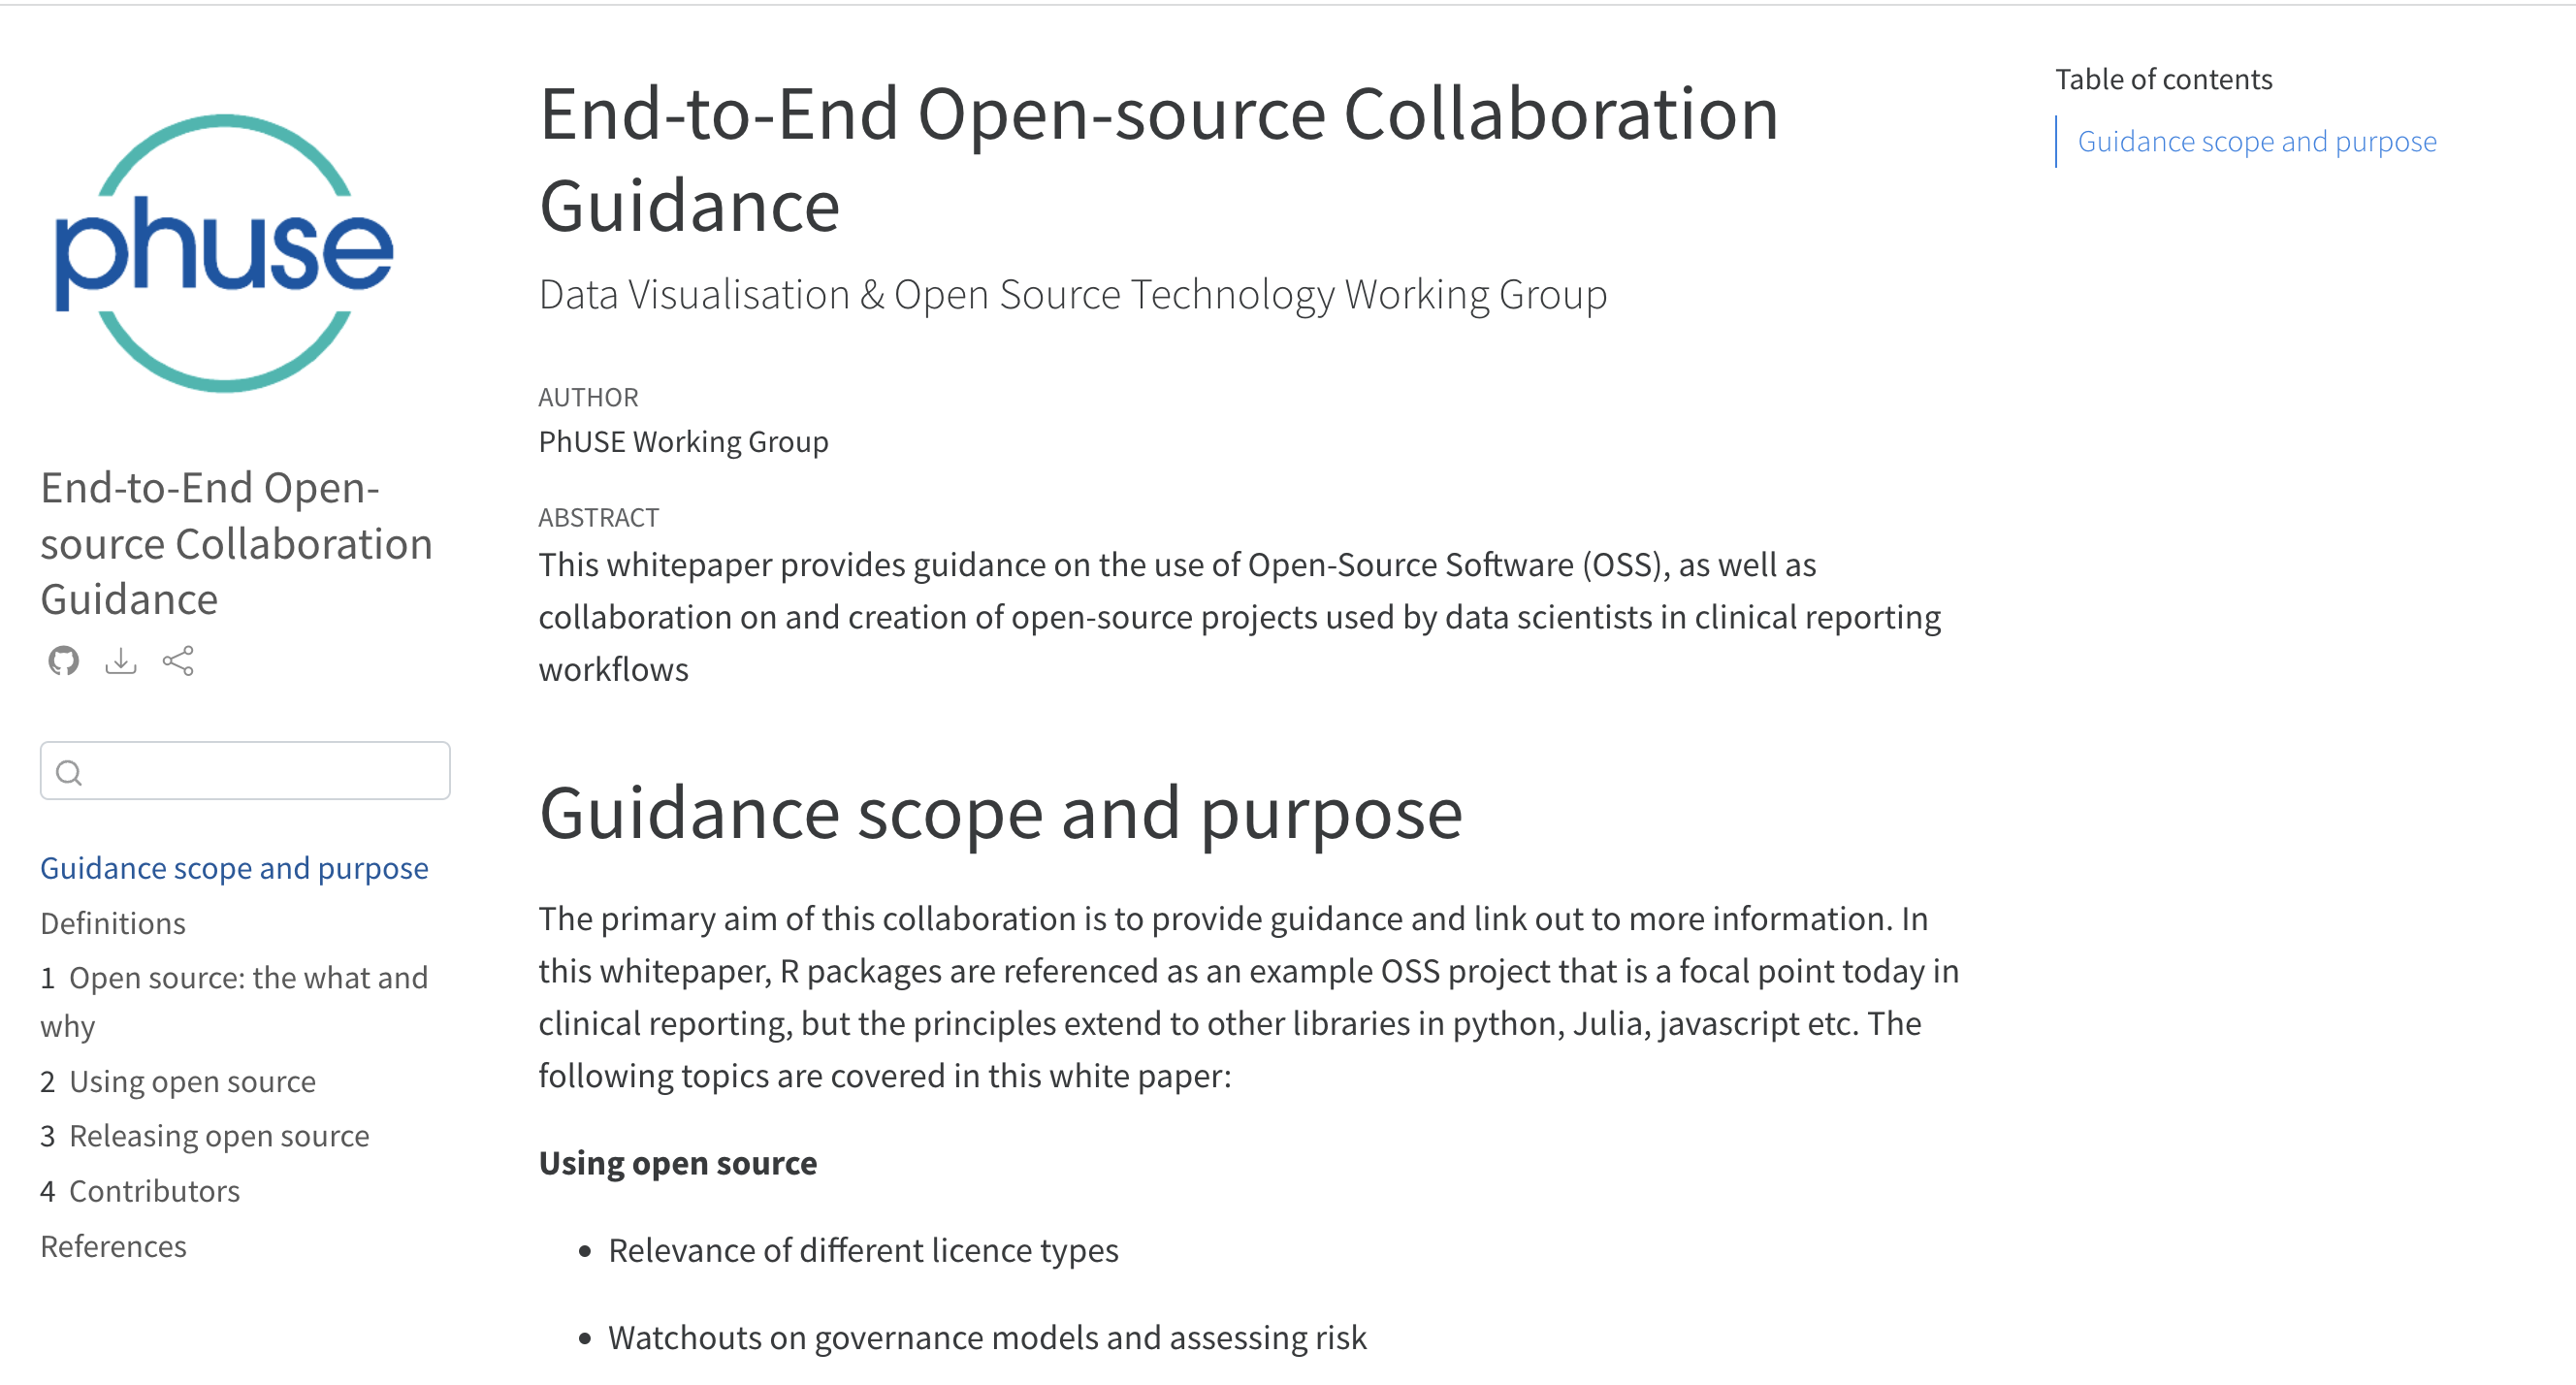 phuse
End-to-End Open-
source Collaboration
Guidance
Guidance scope and purpose
Definitions
1 Open source: the what and
why
2 Using open source
3 Releasing open source
4 Contributors
References
End-to-End Open-source Collaboration
Guidance
Data Visualisation & Open Source Technology Working Group
AUTHOR
PhUSE Working Group
ABSTRACT
This whitepaper provides guidance on the use of Open-Source Software (OSS), as well as
collaboration on and creation of open-source projects used by data scientists in clinical reporting
workflows
Guidance scope and purpose
The primary aim of this collaboration is to provide guidance and link out to more information. In
this whitepaper, R packages are referenced as an example OSS project that is a focal point today in
clinical reporting, but the principles extend to other libraries in python, Julia, javascript etc. The
following topics are covered in this white paper:
Using open source
• Relevance of different licence types
• Watchouts on governance models and assessing risk
Table of contents
Guidance scope and purpose